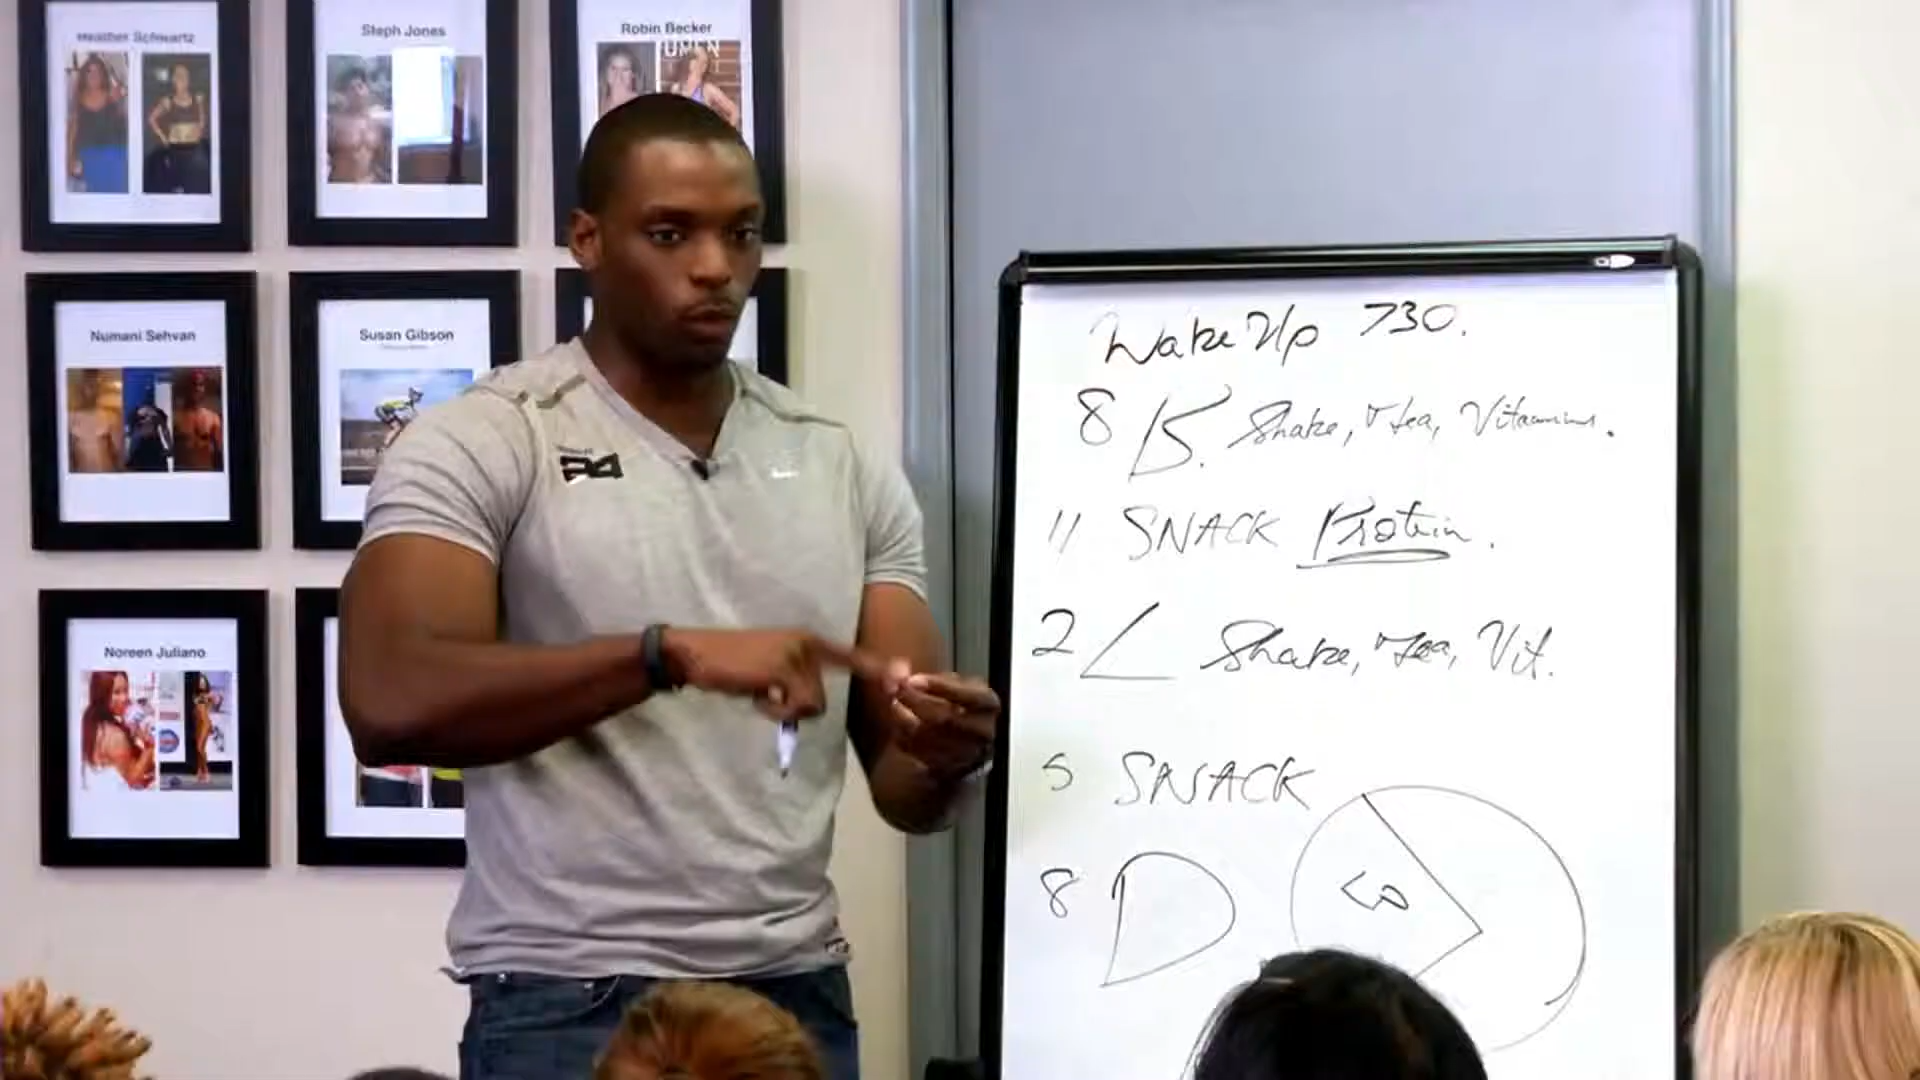 Heather Schwartz
Steph Jones
Robin Becker
Numani Sehvan
Susan Gibson
Noreen Juliano
24
Wake Up 730.
8 B. Shake, Tea, Vitamins.
11 SNACK Protein.
2 L Shake, Tea, Vit.
5 SNACK
8 D